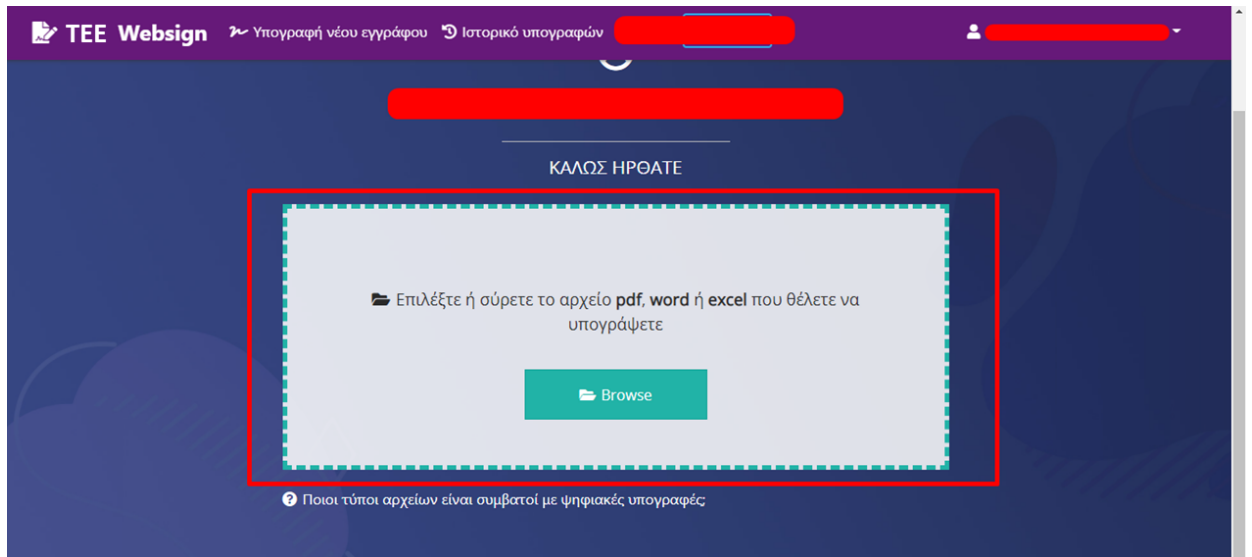 TEE Websign Υπογραφή νέου εγγράφου Ιστορικό υπογραφών
ΚΑΛΩΣ ΗΡΘΑΤΕ
Επιλέξτε ή σύρετε το αρχείο pdf, word ή excel που θέλετε να
υπογράψετε
Browse
Ποιοι τύποι αρχείων είναι συμβατοί με ψηφιακές υπογραφές;